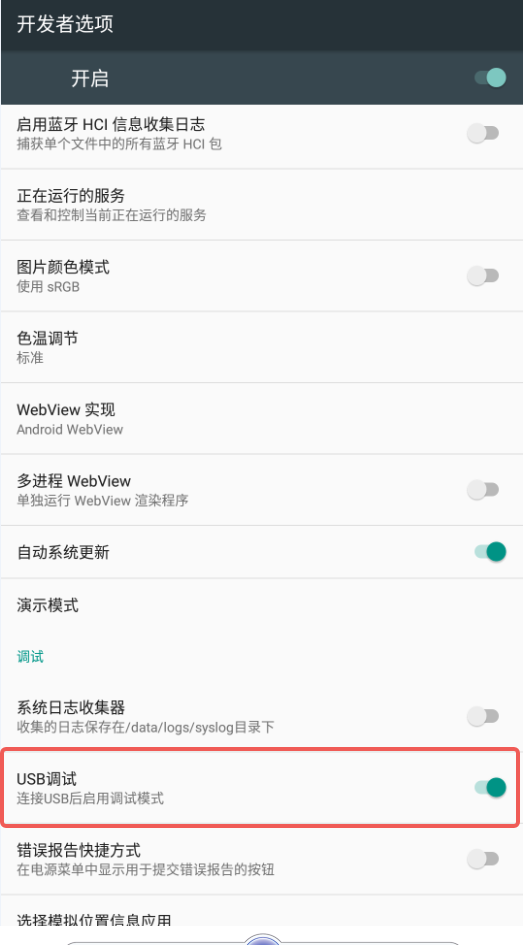 开发者选项
开启
启用蓝牙 HCI 信息收集日志
捕获单个文件中的所有蓝牙 HCI 包
正在运行的服务
查看和控制当前正在运行的服务
图片颜色模式
使用 sRGB
色温调节
标准
WebView 实现
Android WebView
多进程 WebView
单独运行 WebView 渲染程序
自动系统更新
演示模式
调试
系统日志收集器
收集的日志保存在/data/logs/syslog目录下
USB调试
连接USB后启用调试模式
错误报告快捷方式
在电源菜单中显示用于提交错误报告的按钮
选择模拟位置信息应用